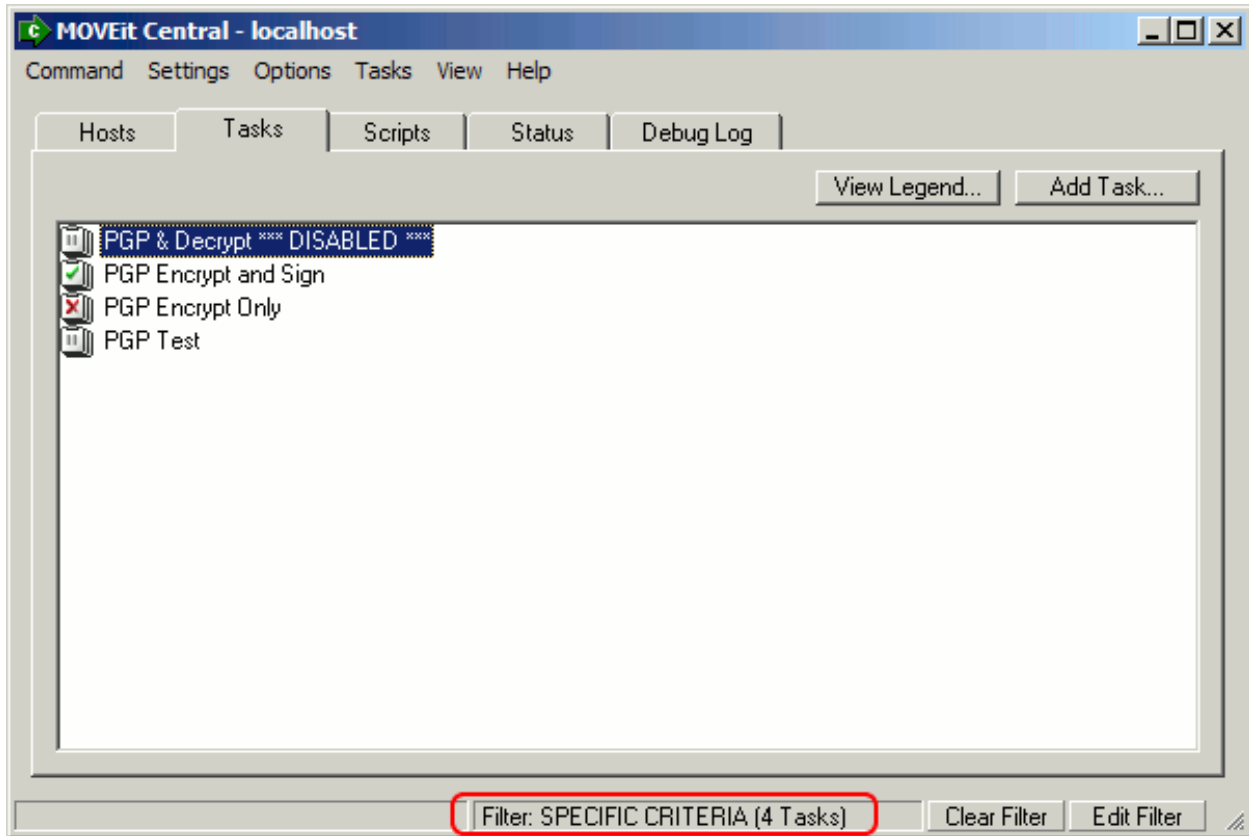 MOVEit Central - localhost
Command Settings Options Tasks View Help
Hosts Tasks Scripts Status Debug Log
View Legend... Add Task...
PGP & Decrypt *** DISABLED ***
PGP Encrypt and Sign
PGP Encrypt Only
PGP Test
Filter: SPECIFIC CRITERIA (4 Tasks) Clear Filter Edit Filter